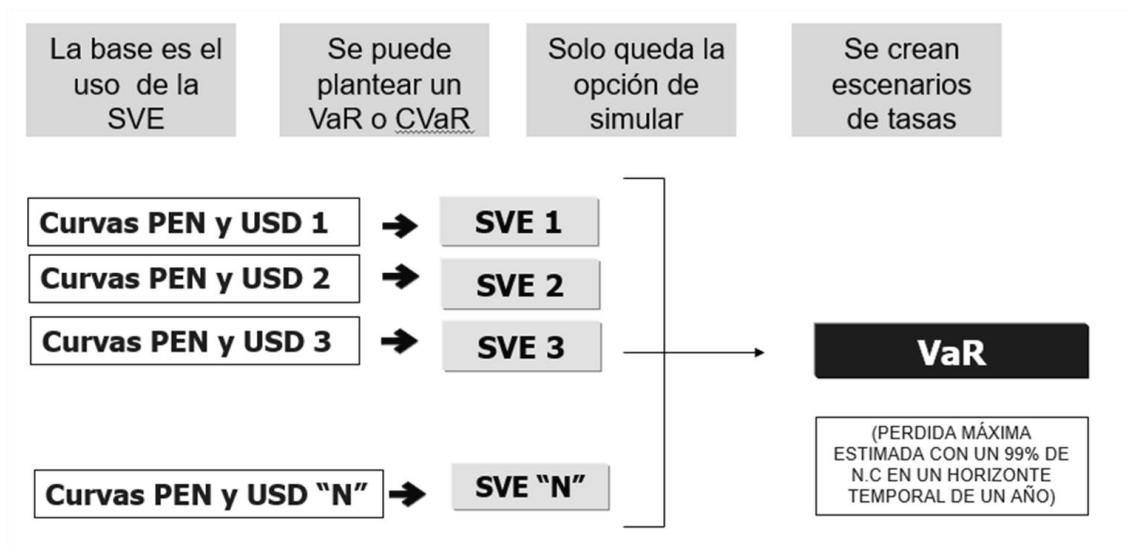 La base es el
uso de la
SVE
Se puede
plantear un
VaR o CVaR
Solo queda la
opción de
simular
Se crean
escenarios
de tasas
Curvas PEN y USD 1
SVE 1
Curvas PEN y USD 2
SVE 2
Curvas PEN y USD 3
SVE 3
VaR
(PERDIDA MÁXIMA
ESTIMADA CON UN 99% DE
N.C EN UN HORIZONTE
TEMPORAL DE UN AÑO)
Curvas PEN y USD “N”
SVE “N”